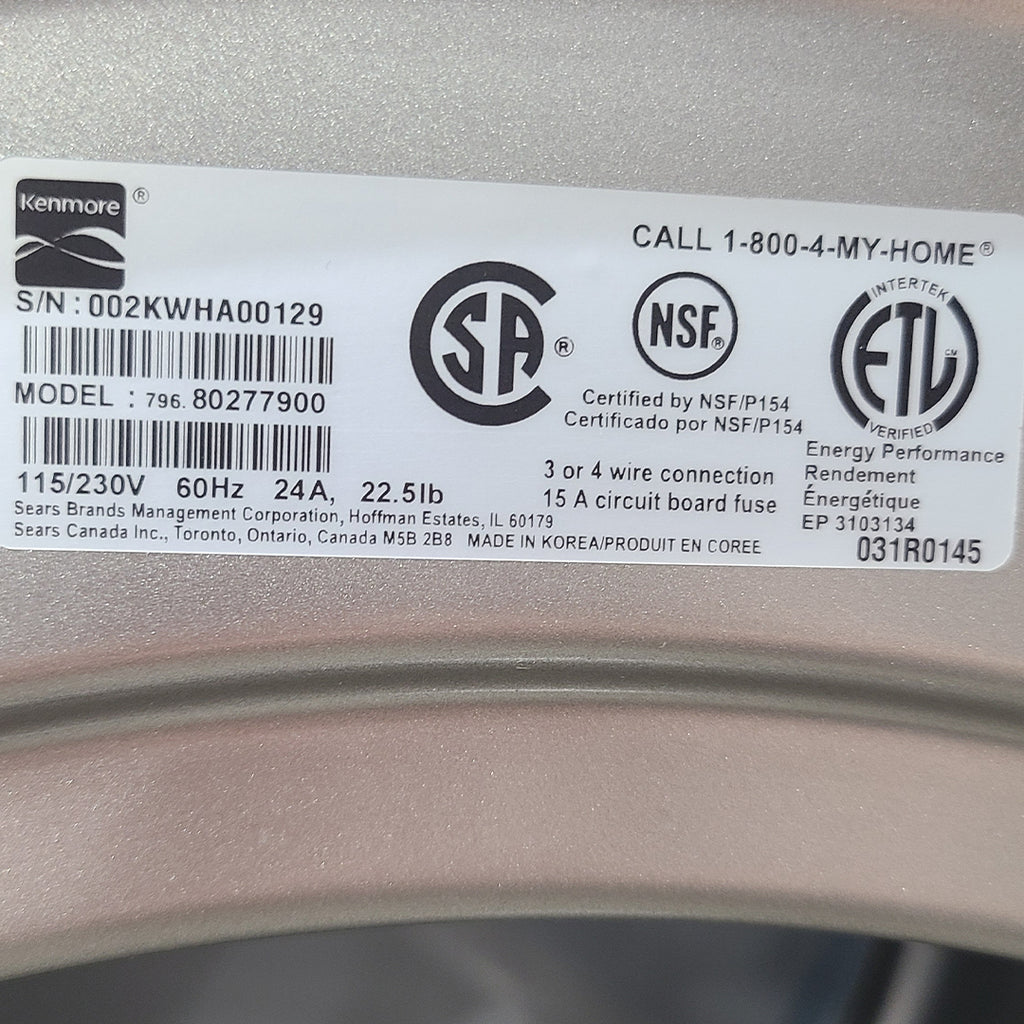 Kenmore ®
CALL 1-800-4-MY-HOME®
S/N : 002KWHA00129
MODEL : 796. 80277900
115/230V 60Hz 24A, 22.5lb
Sears Brands Management Corporation, Hoffman Estates, IL 60179
Sears Canada Inc., Toronto, Ontario, Canada M5B 2B8 MADE IN KOREA/PRODUIT EN COREE
CSA ®
NSF®
Certified by NSF/P154
Certificado por NSF/P154
3 or 4 wire connection
15 A circuit board fuse
INTERTEK
ETL CM
VERIFIED
Energy Performance
Rendement
Énergétique
EP 3103134
031R0145